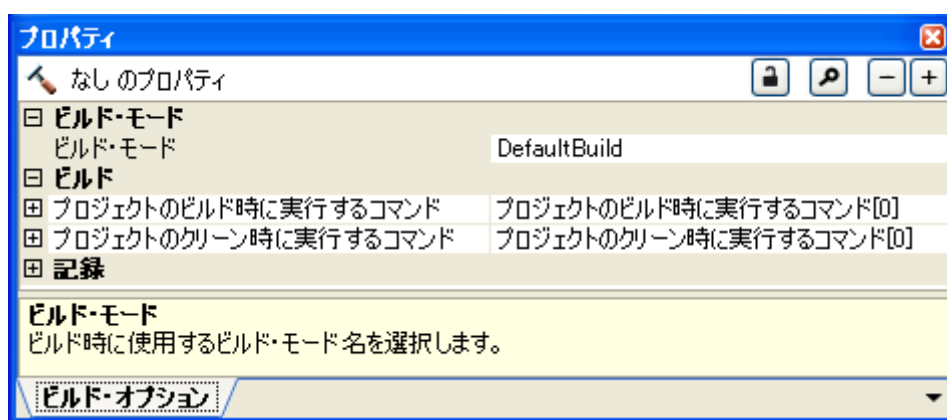 プロパティ
なし のプロパティ
ビルド・モード
ビルド・モード DefaultBuild
ビルド
プロジェクトのビルド時に実行するコマンド プロジェクトのビルド時に実行するコマンド[0]
プロジェクトのクリーン時に実行するコマンド プロジェクトのクリーン時に実行するコマンド[0]
記録
ビルド・モード
ビルド時に使用するビルド・モード名を選択します。
ビルド・オプション